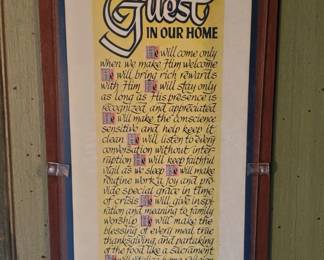 Guest
IN OUR HOME
He will come only
when we make Him welcome
He will bring rich rewards
with Him He will stay only
as long as His presence is
recognized and appreciated
He will make the conscience
sensitive and help keep it
clean He will listen to every
conversation without inter-
ruption He will keep faithful
vigil as we sleep He will make
routine work a joy and pro-
vide special grace in time
of crisis He will give inspi-
ration and meaning to family
worship He will make the
blessing of every meal true
thanksgiving and partaking
of the food like a sacrament
He will vitalize